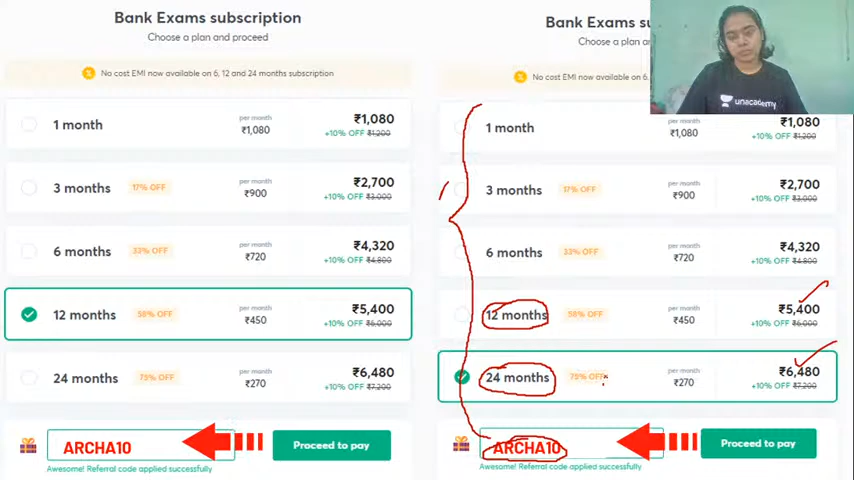 Bank Exams subscription
Choose a plan and proceed
No cost EMI now available on 6, 12 and 24 months subscription
1 month
per month
₹1,080
₹1,080
+10% OFF ₹1,200
3 months
17% OFF
per month
₹900
₹2,700
+10% OFF ₹3,000
6 months
33% OFF
per month
₹720
₹4,320
+10% OFF ₹4,800
12 months
58% OFF
per month
₹450
₹5,400
+10% OFF ₹6,000
24 months
75% OFF
per month
₹270
₹6,480
+10% OFF ₹7,200
ARCHA10
Proceed to pay
Awesome! Referral code applied successfully
Bank Exams su
Choose a plan an
No cost EMI now available on 6,
unacademy
1 month
per month
₹1,080
₹1,080
+10% OFF ₹1,200
3 months
17% OFF
per month
₹900
₹2,700
+10% OFF ₹3,000
6 months
33% OFF
per month
₹720
₹4,320
+10% OFF ₹4,800
12 months
58% OFF
per month
₹450
₹5,400
+10% OFF ₹6,000
24 months
75% OFF
per month
₹270
₹6,480
+10% OFF ₹7,200
ARCHA10
Proceed to pay
Awesome! Referral code applied successfully